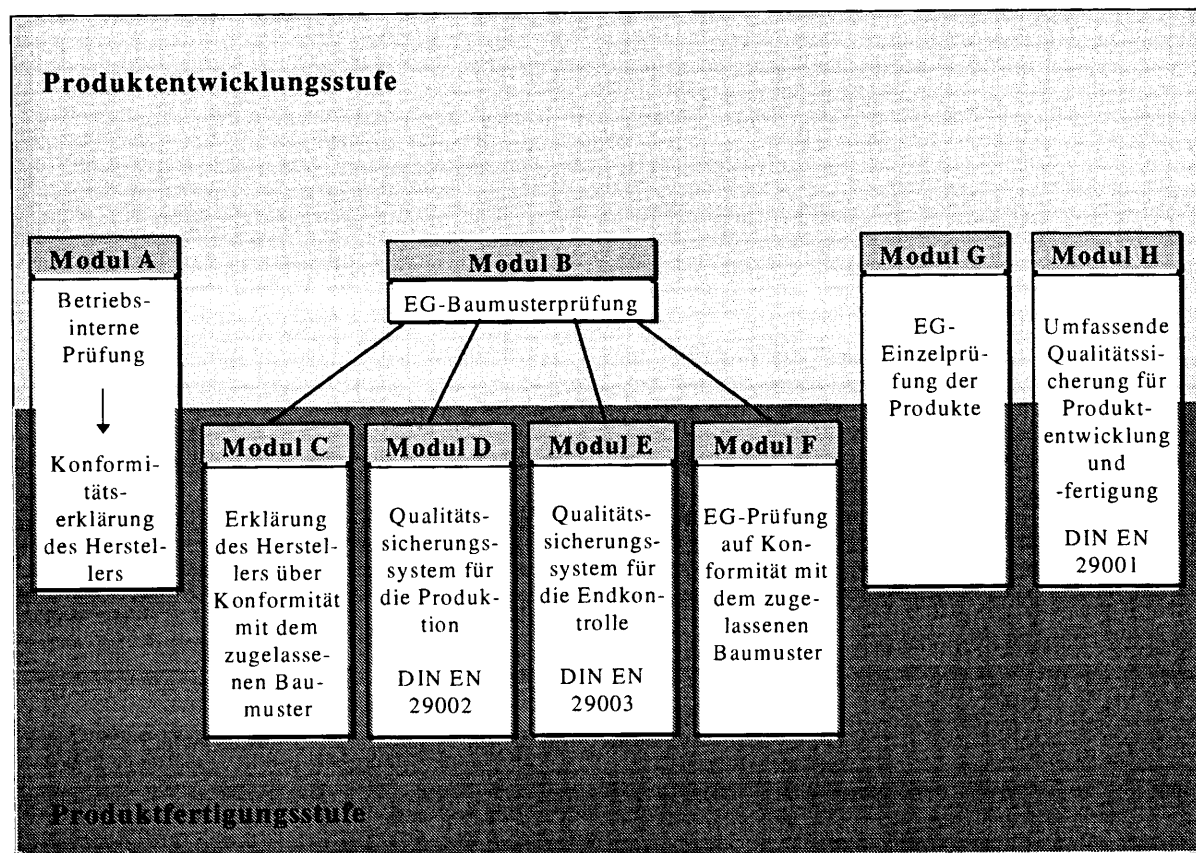 Produktentwicklungsstufe
Modul A
Betriebs-
interne
Prüfung
Konformi-
täts-
erklärung
des Herstel-
lers
Modul B
EG-Baumusterprüfung
Modul C
Erklärung
des Herstel-
lers über
Konformität
mit dem
zugelasse-
nen Bau-
muster
Modul D
Qualitäts-
sicherungs-
system für
die Produk-
tion
DIN EN
29002
Modul E
Qualitäts-
sicherungs-
system für
die Endkon-
trolle
DIN EN
29003
Modul F
EG-Prüfung
auf Kon-
formität mit
dem zuge-
lassenen
Baumuster
Modul G
EG-
Einzelprü-
fung der
Produkte
Modul H
Umfassende
Qualitätssi-
cherung für
Produkt-
entwicklung
und
-fertigung
DIN EN
29001
Produktfertigungsstufe